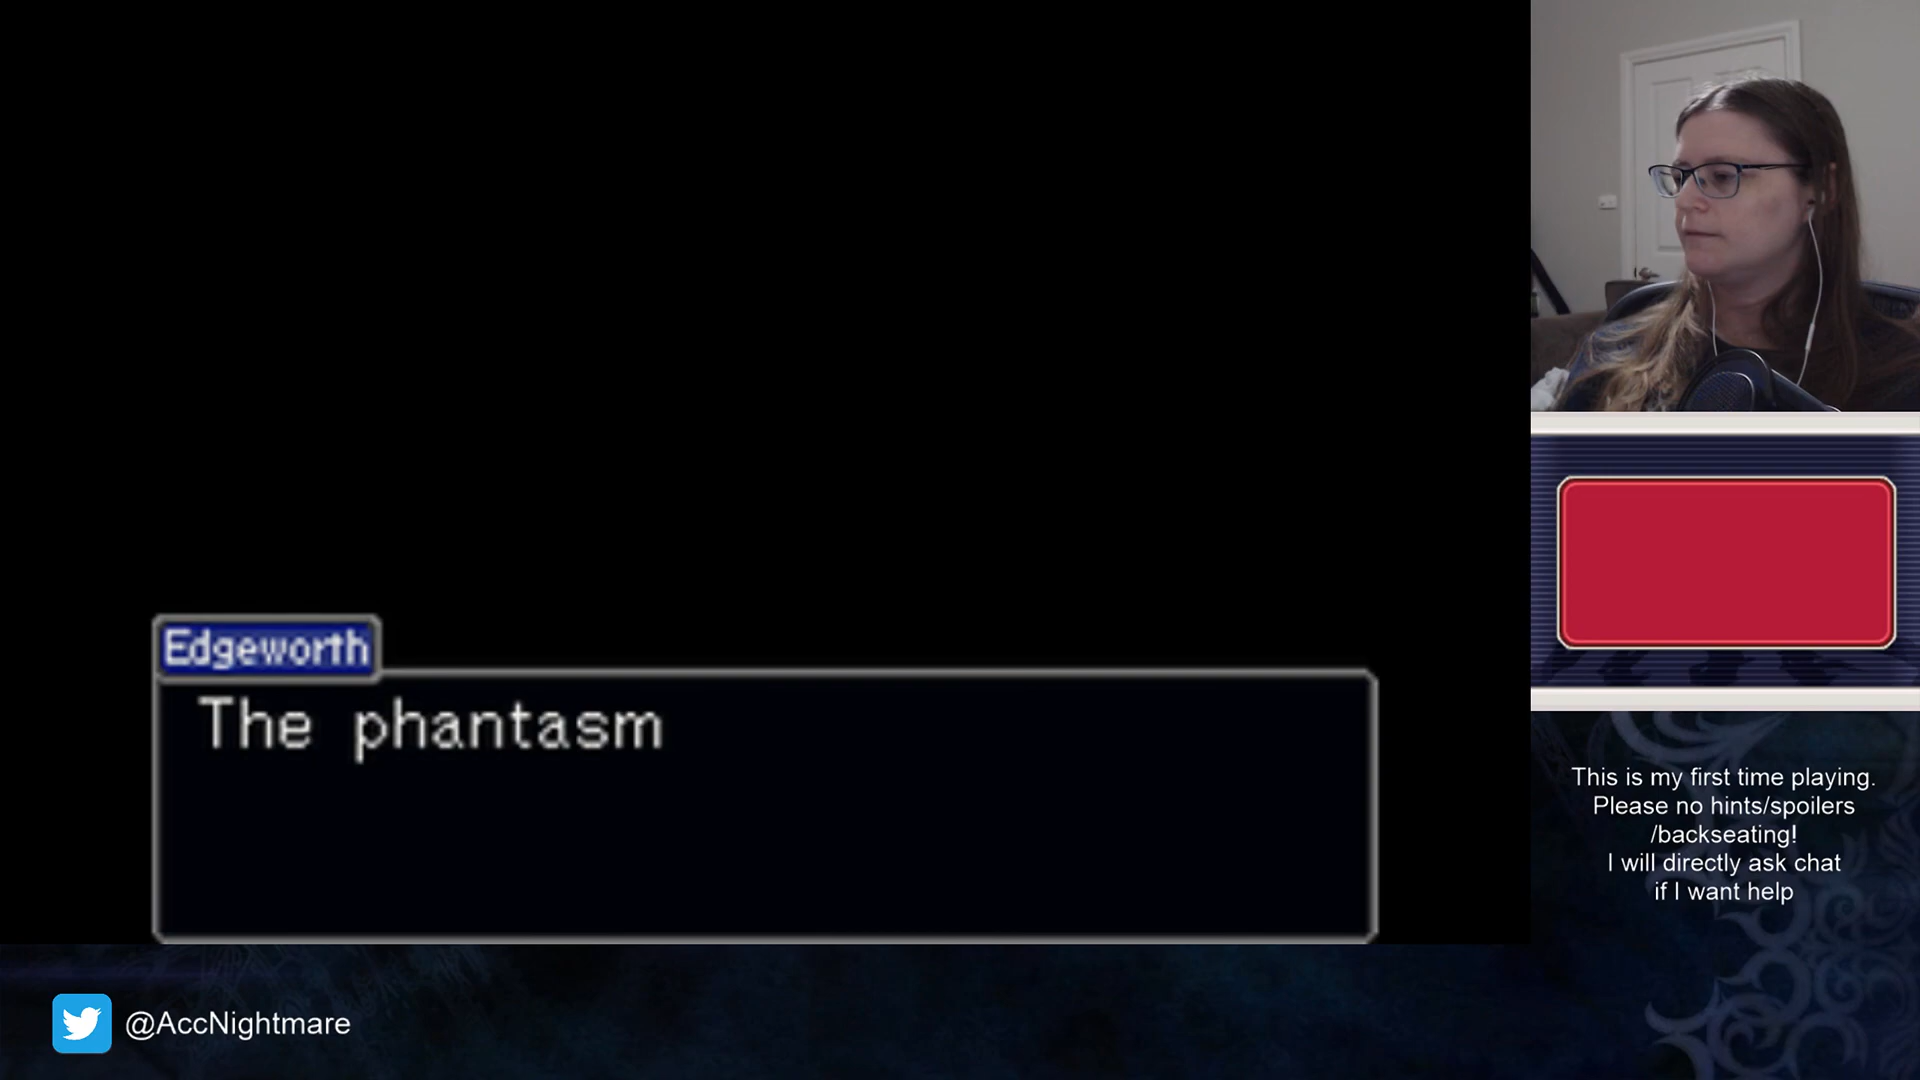 Edgeworth
The phantasm
This is my first time playing.
Please no hints/spoilers
/backseating!
I will directly ask chat
if I want help
@AccNightmare